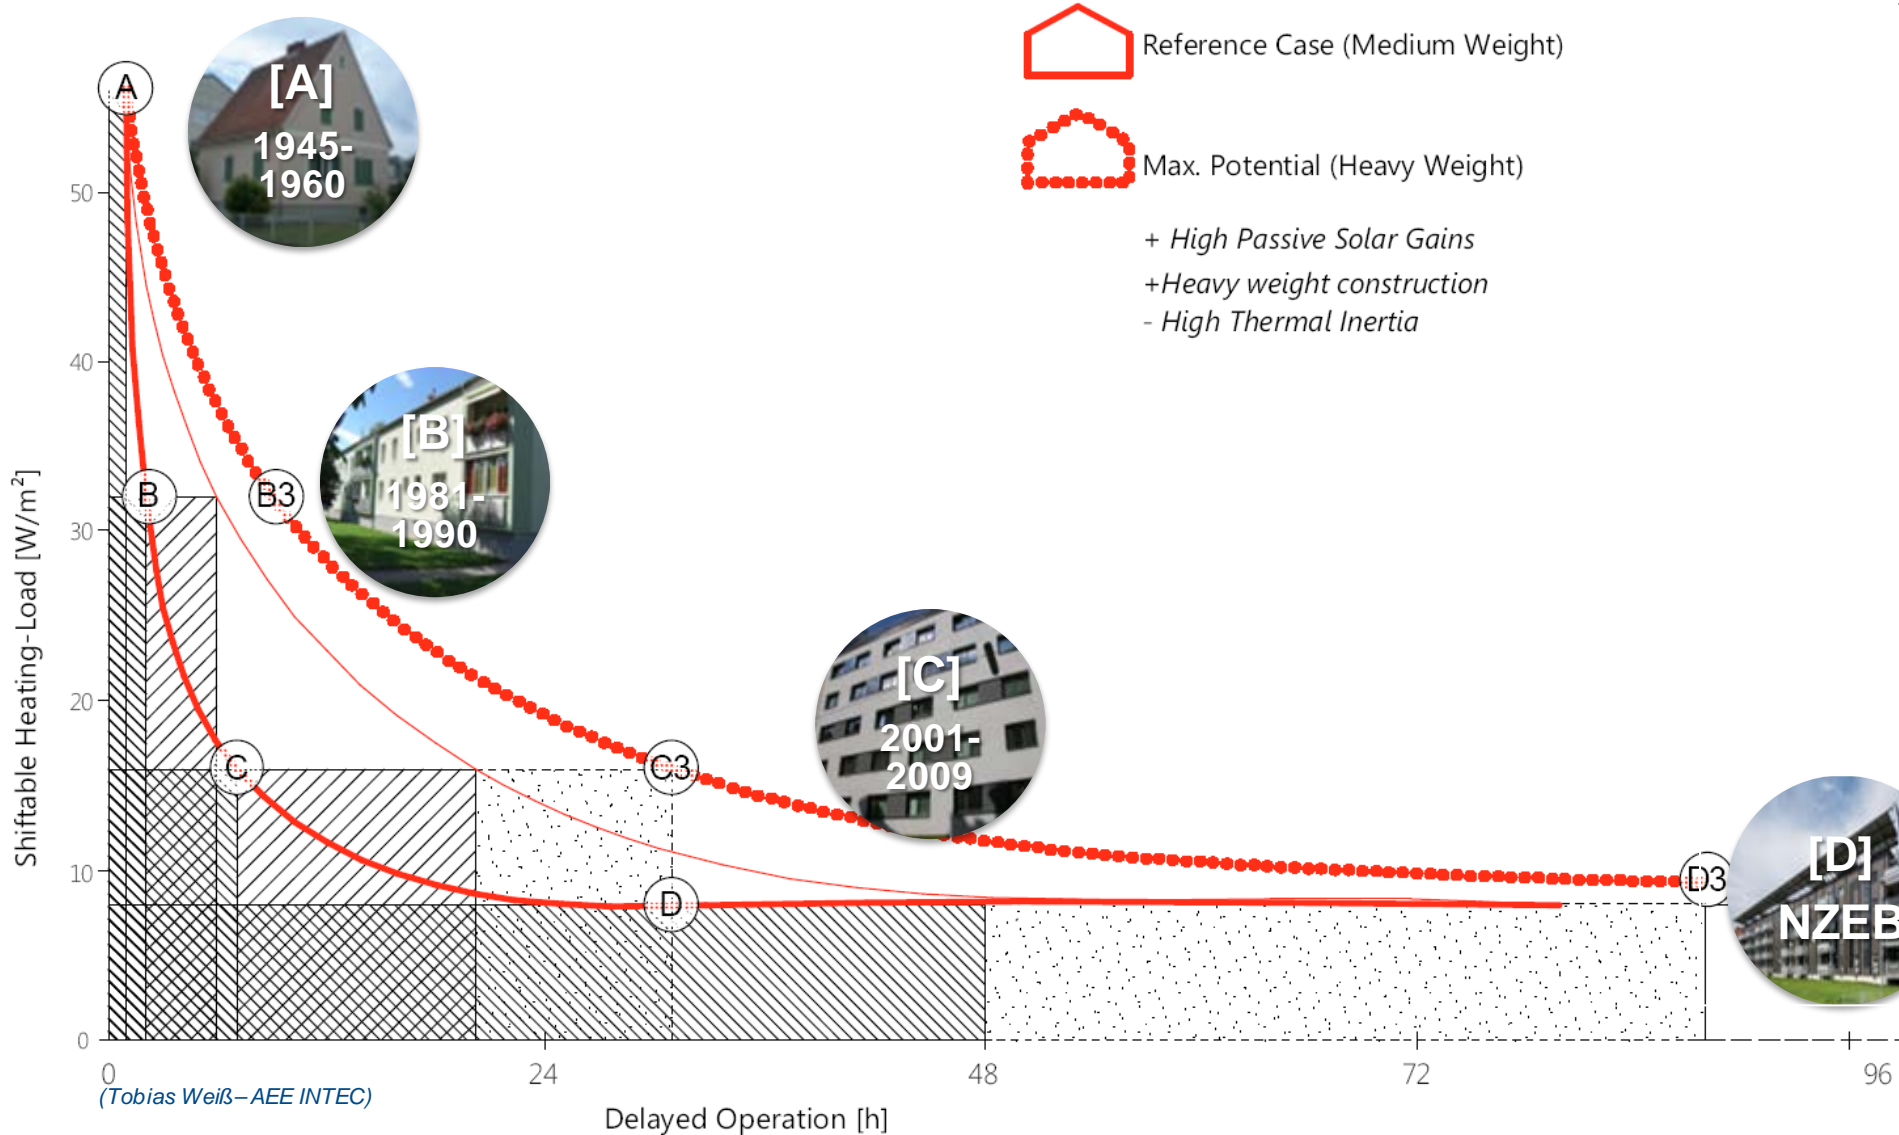 Reference Case (Medium Weight)
Max. Potential (Heavy Weight)
+ High Passive Solar Gains
+Heavy weight construction
- High Thermal Inertia
A
[A]
1945-
1960
B
B3
[B]
1981-
1990
C
C3
[C]
2001-
2009
D
D3
[D]
NZEB
Shiftable Heating-Load [W/m²]
50
40
30
20
10
0
0
24
48
72
96
(Tobias Weiß–AEE INTEC)
Delayed Operation [h]